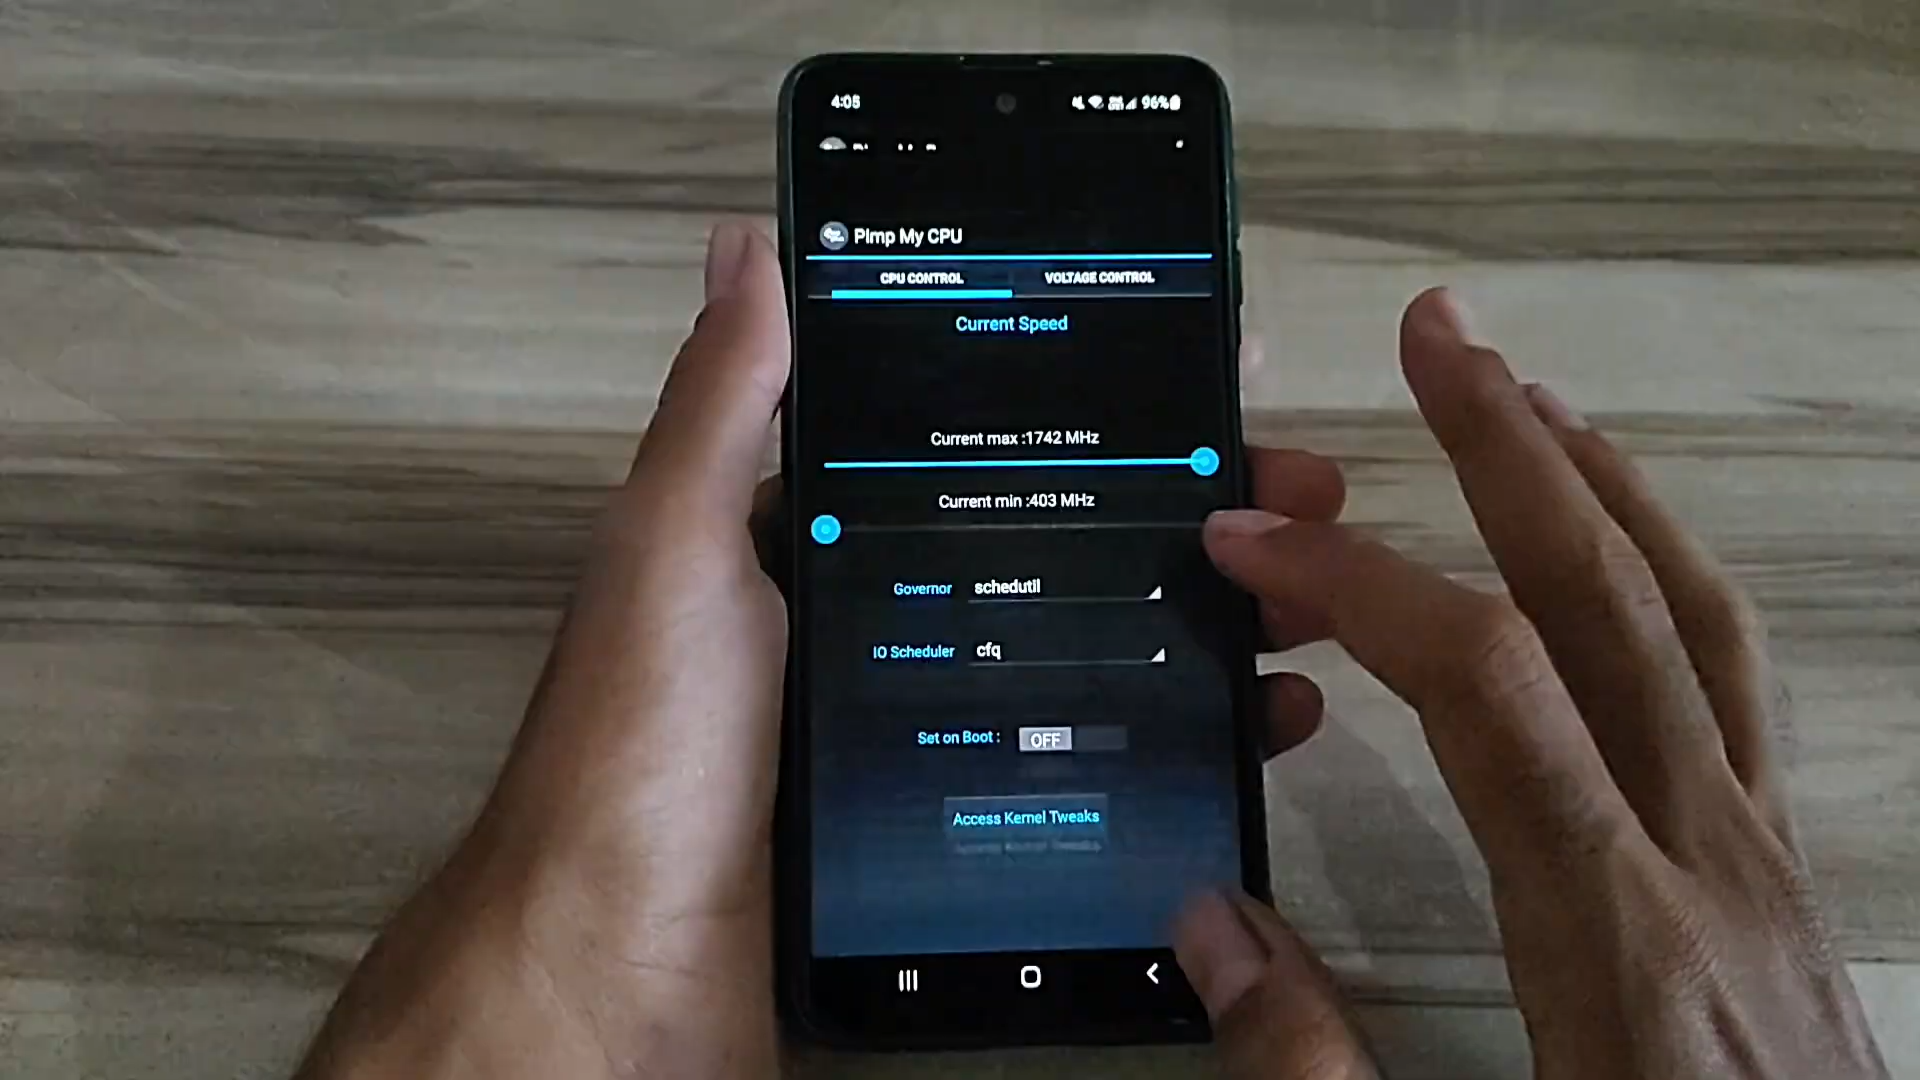 4:05 96%
Pimp My CPU
CPU CONTROL VOLTAGE CONTROL
Current Speed
Current max :1742 MHz
Current min :403 MHz
Governor schedutil
IO Scheduler cfq
Set on Boot : OFF
Access Kernel Tweaks